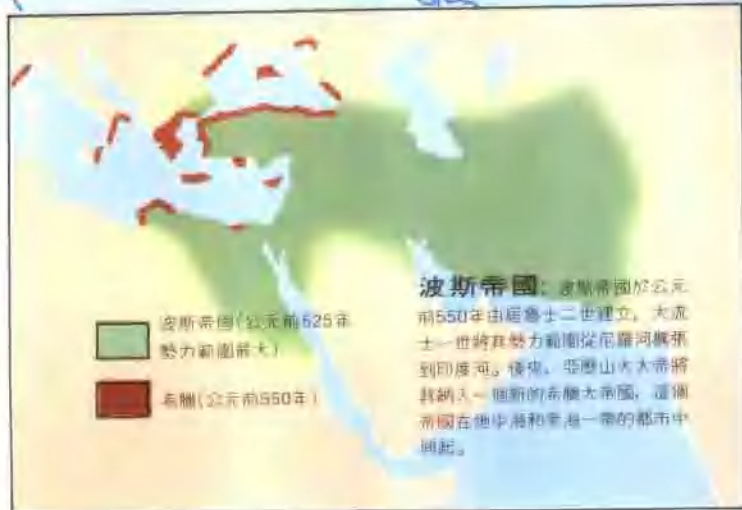 波斯帝國(公元前525年
勢力範圍最大)
希臘(公元前550年)
波斯帝國：波斯帝國於公元
前550年由居魯士二世建立，大流
士一世將其勢力範圍從尼羅河擴張
到印度河。後來，亞歷山大大帝將
其納入一個新的希臘大帝國，這個
帝國在地中海和黑海一帶的都市中
興起。